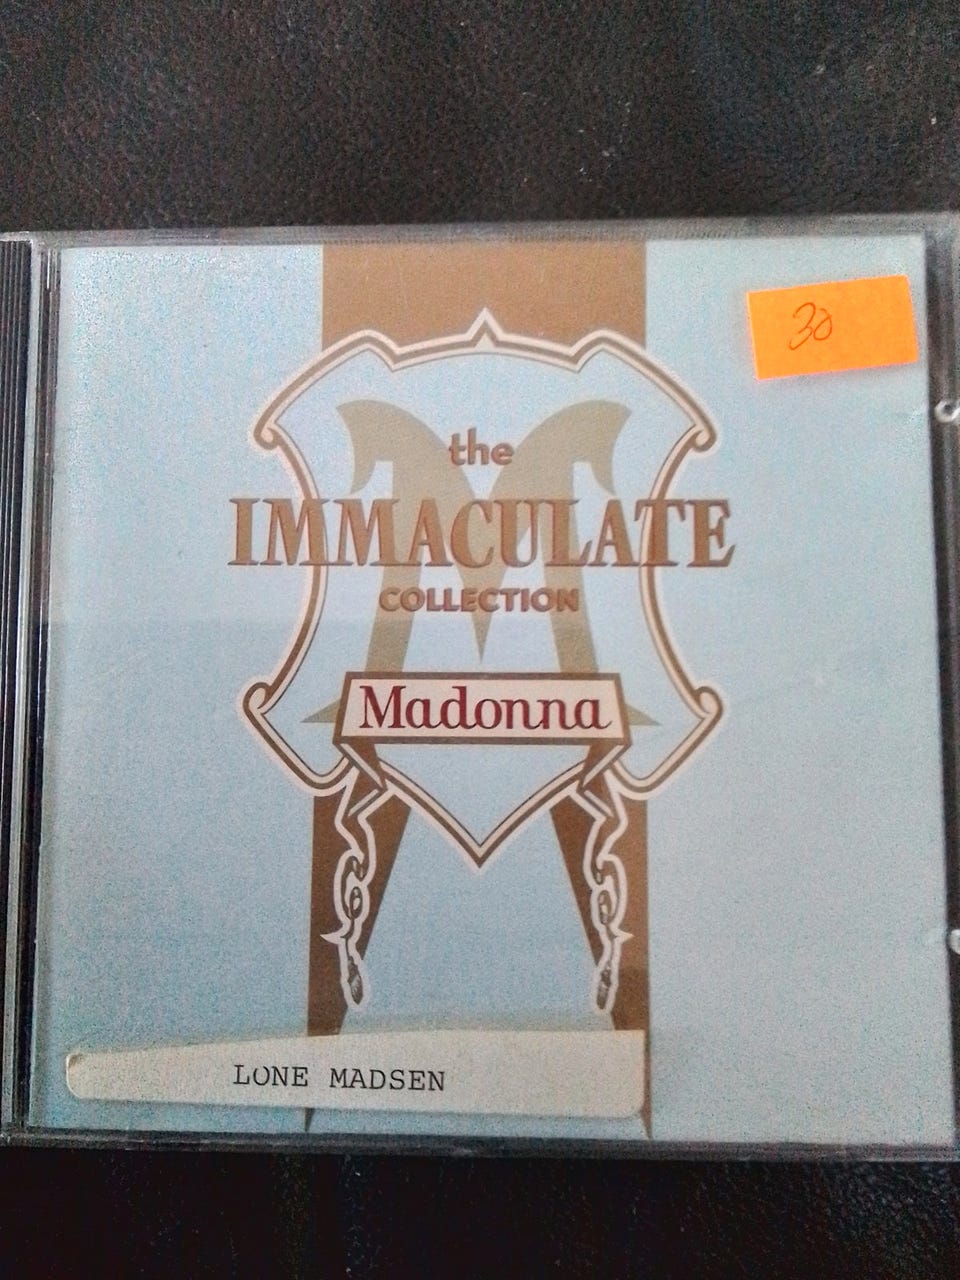 30
the
IMMACULATE
COLLECTION
Madonna
LONE MADSEN